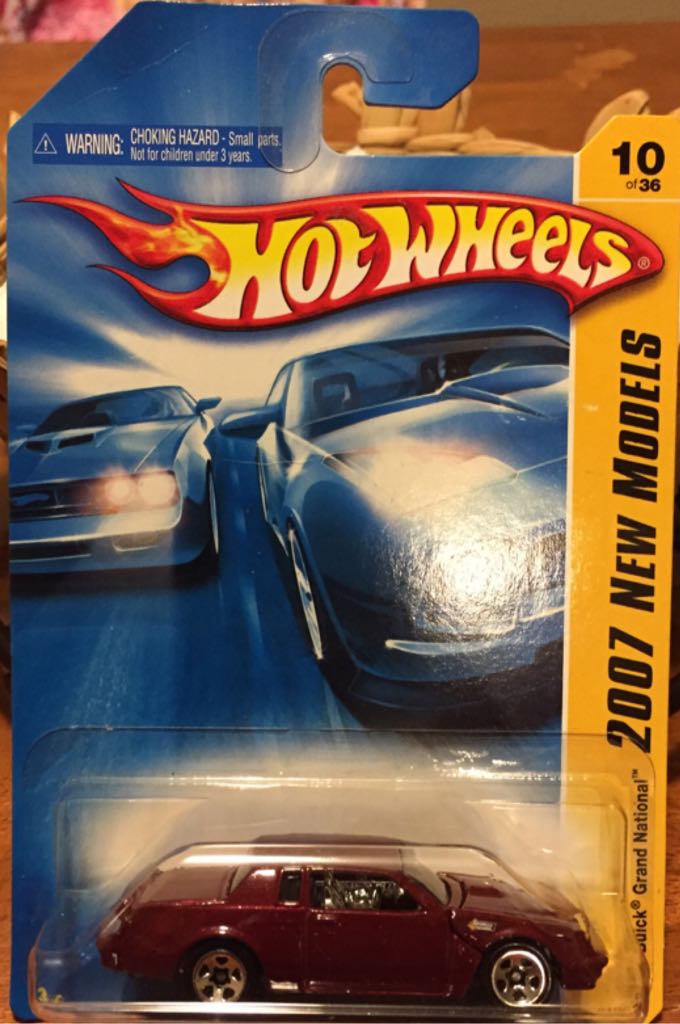 WARNING: CHOKING HAZARD - Small parts.
Not for children under 3 years.
10
of 36
HOT WHEELS®
2007 NEW MODELS
Buick® Grand National™